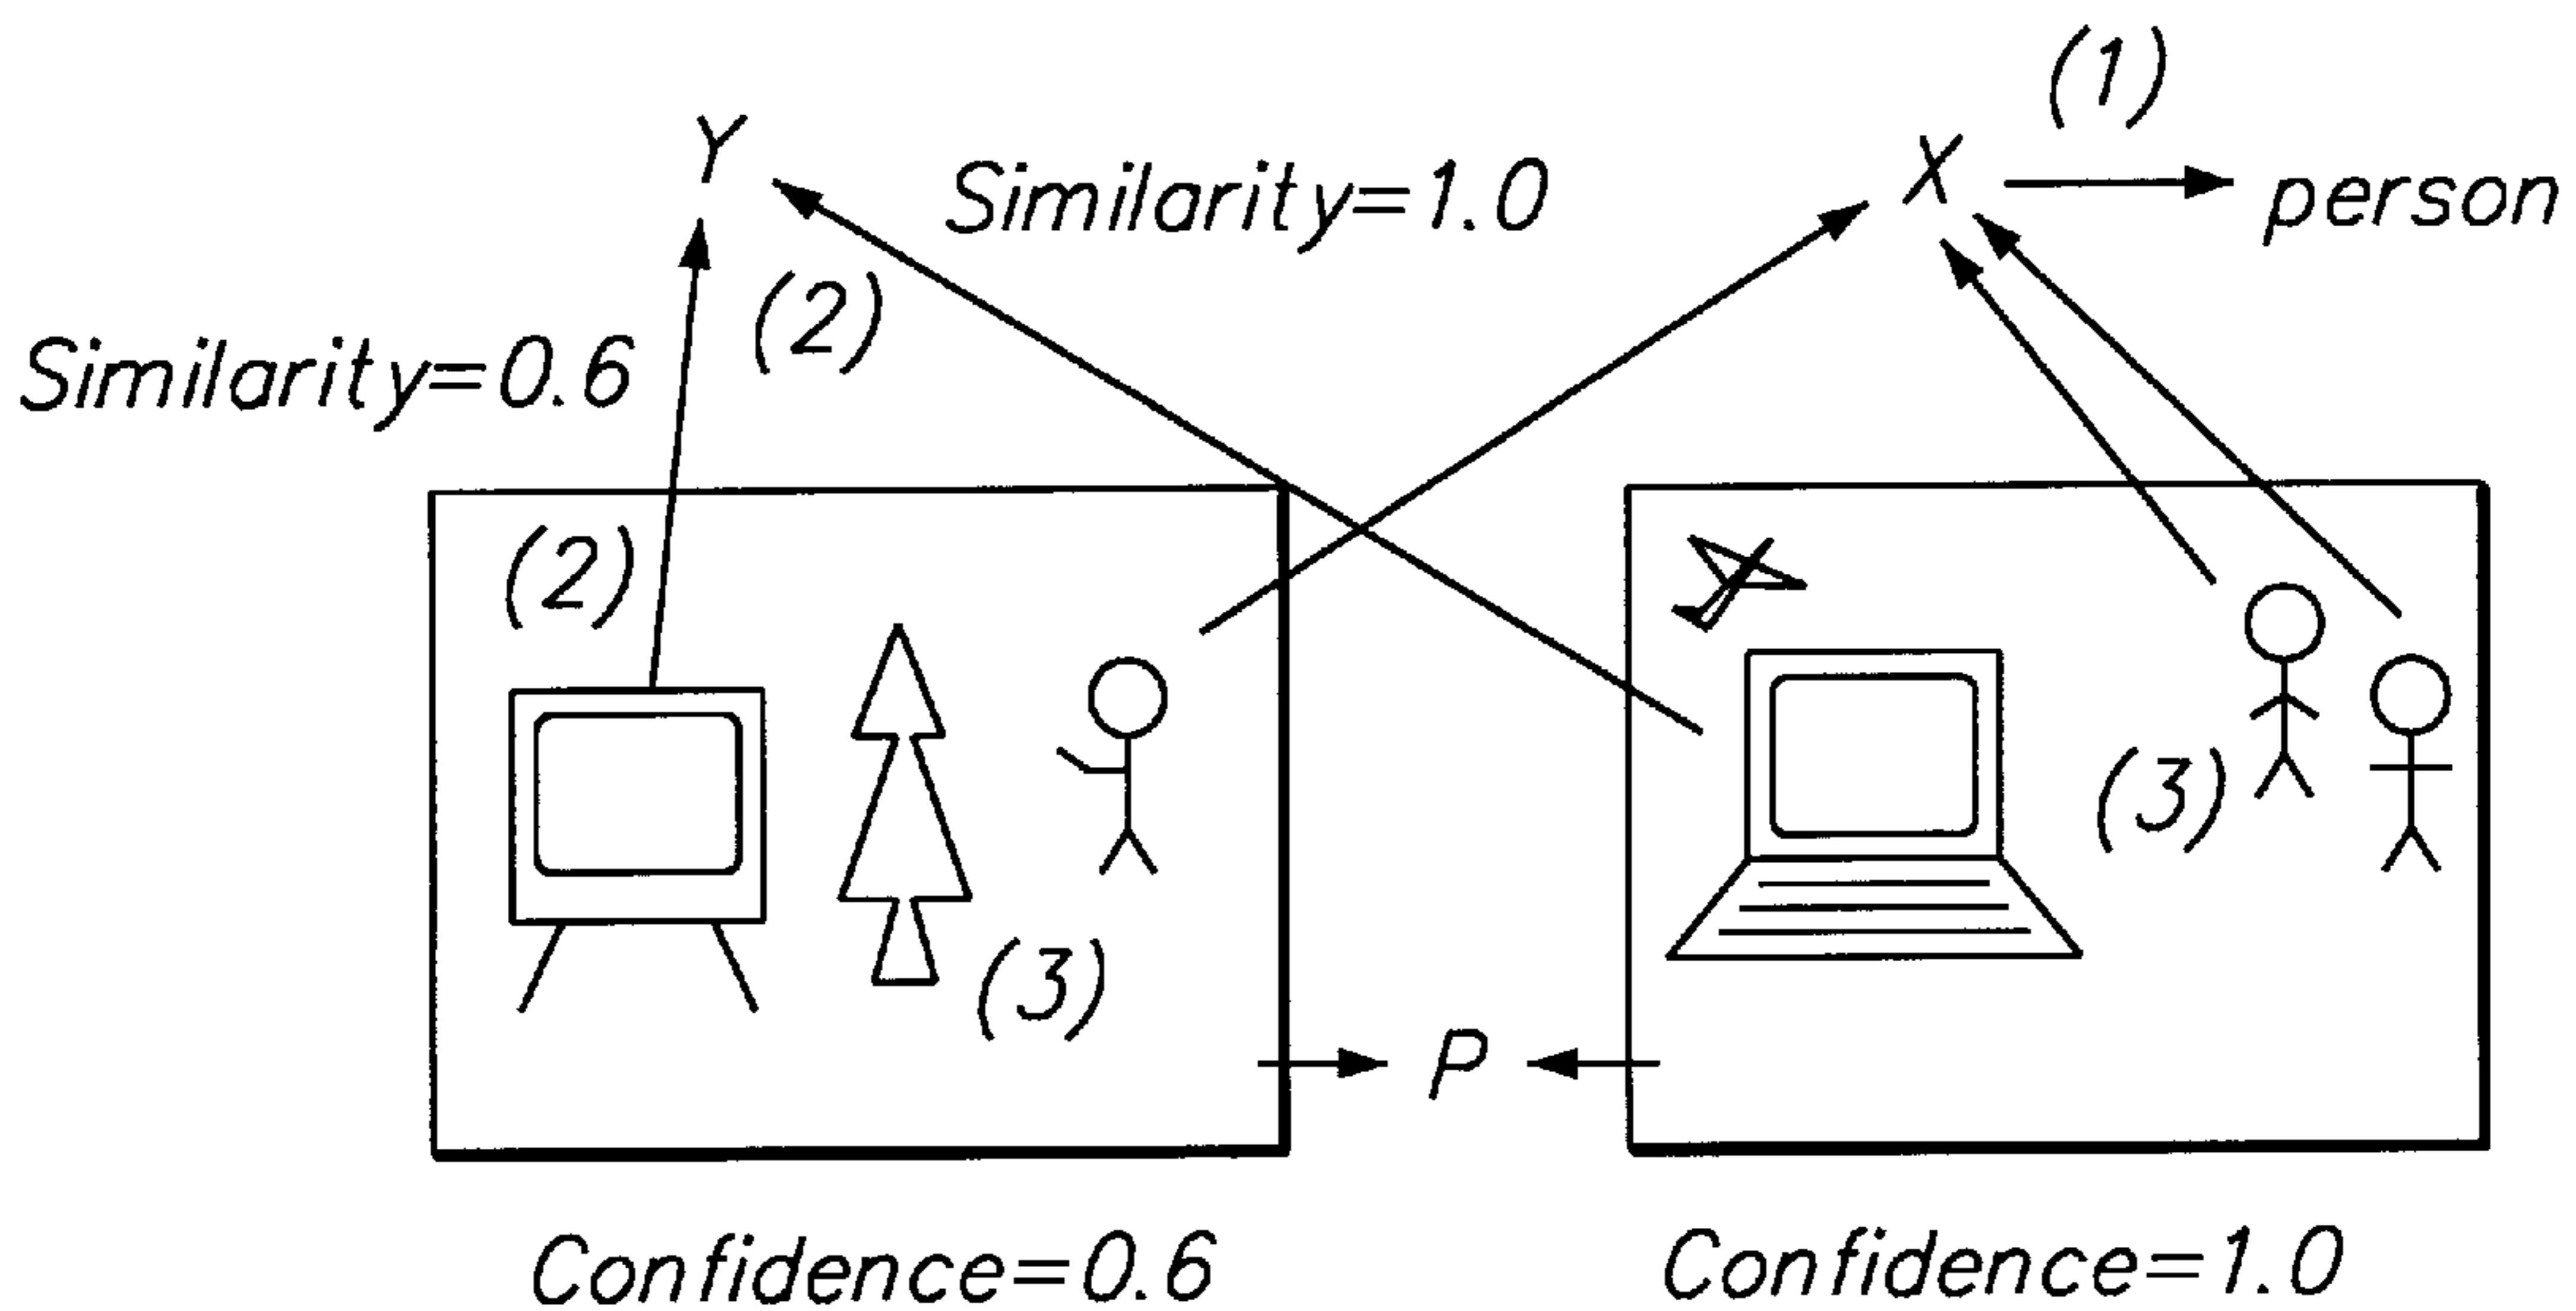 (1)
Y
Similarity=1.0
X
person
(2)
Similarity=0.6
(2)
(3)
(3)
P
Confidence=0.6
Confidence=1.0